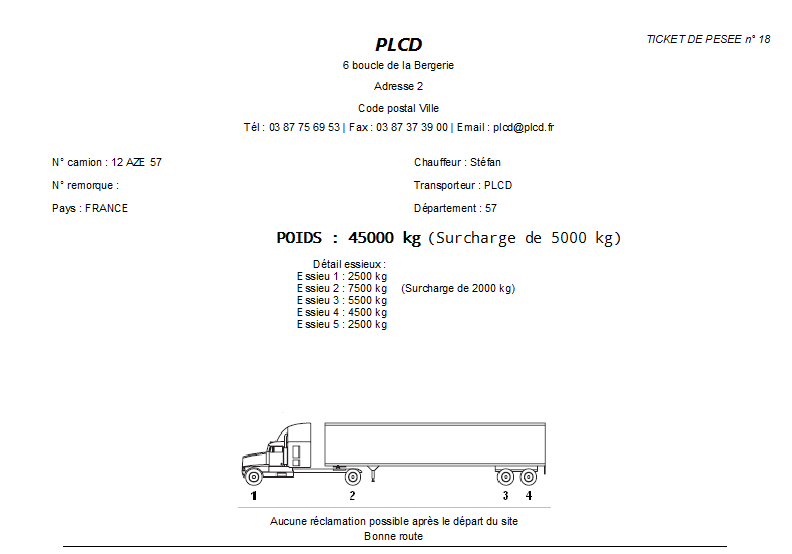 PLCD
TICKET DE PESEE n° 18
6 boucle de la Bergerie
Adresse 2
Code postal Ville
Tél : 03 87 75 69 53 | Fax : 03 87 37 39 00 | Email : plcd@plcd.fr
N° camion : 12 AZE 57
Chauffeur : Stéfan
N° remorque :
Transporteur : PLCD
Pays : FRANCE
Département : 57
POIDS : 45000 kg (Surcharge de 5000 kg)
Détail essieux :
Essieu 1 : 2500 kg
Essieu 2 : 7500 kg (Surcharge de 2000 kg)
Essieu 3 : 5500 kg
Essieu 4 : 4500 kg
Essieu 5 : 2500 kg
1 2 3 4
Aucune réclamation possible après le départ du site
Bonne route